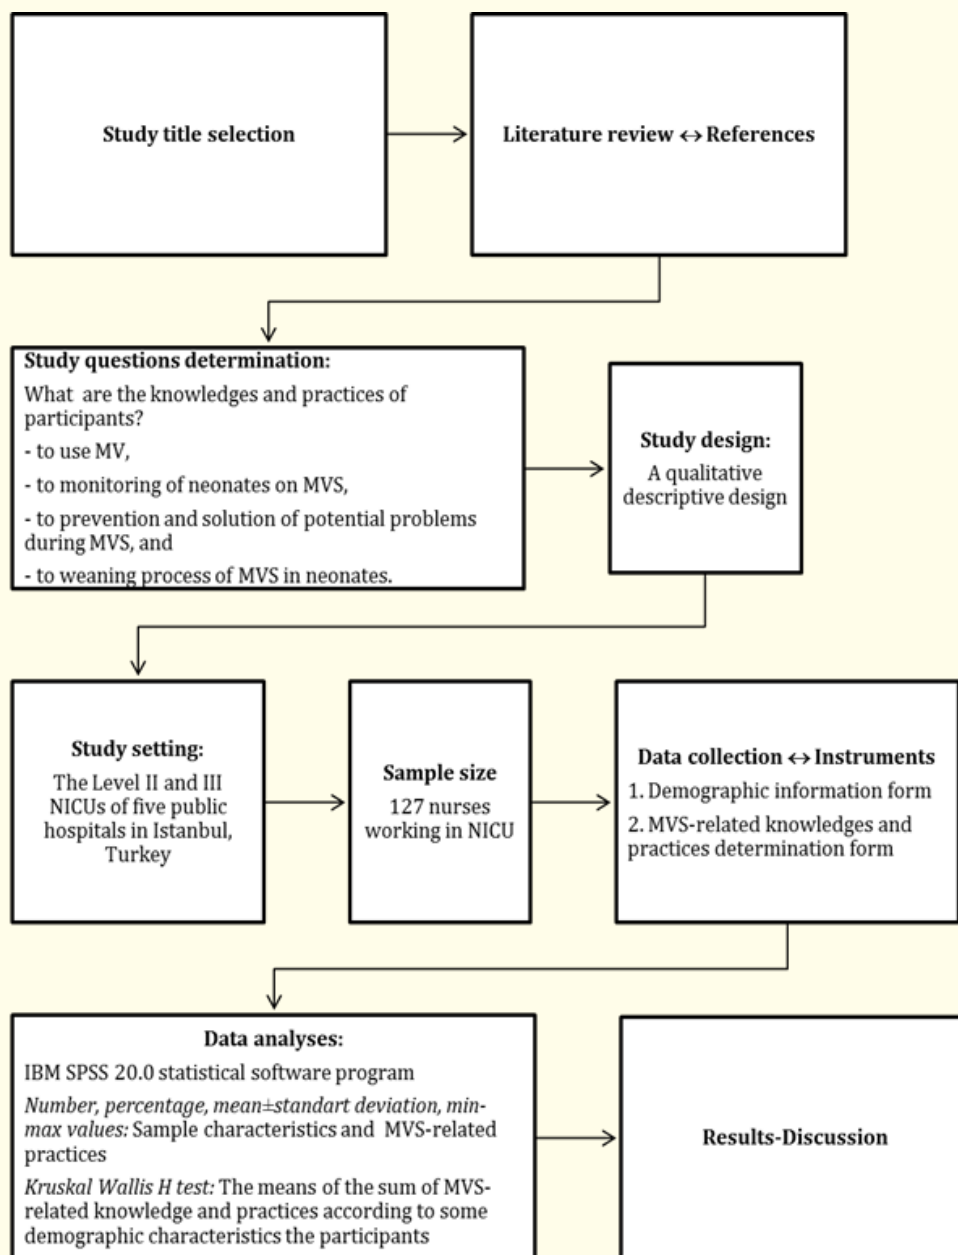 Study title selection
Literature review ↔ References
Study questions determination:
What are the knowledges and practices of
participants?
- to use MV,
- to monitoring of neonates on MVS,
- to prevention and solution of potential problems
during MVS, and
- to weaning process of MVS in neonates.
Study design:
A qualitative
descriptive design
Study setting:
The Level II and III
NICUs of five public
hospitals in Istanbul,
Turkey
Sample size
127 nurses
working in NICU
Data collection ↔ Instruments
1. Demographic information form
2. MVS-related knowledges and
practices determination form
Data analyses:
IBM SPSS 20.0 statistical software program
Number, percentage, mean±standart deviation, min-
max values: Sample characteristics and MVS-related
practices
Kruskal Wallis H test: The means of the sum of MVS-
related knowledge and practices according to some
demographic characteristics the participants
Results-Discussion